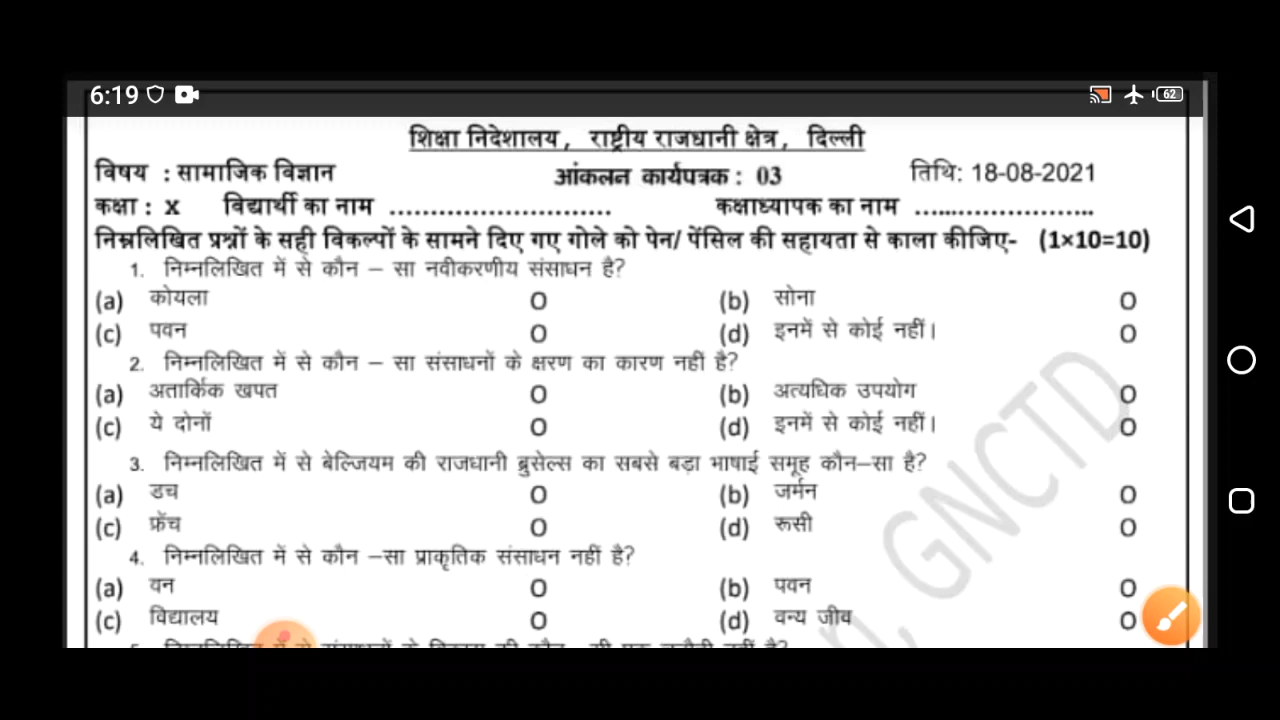 6:19 62
शिक्षा निदेशालय, राष्ट्रीय राजधानी क्षेत्र, दिल्ली
विषय : सामाजिक विज्ञान आंकलन कार्यपत्रक : 03 तिथि: 18-08-2021
कक्षा : X विद्यार्थी का नाम ........................... कक्षाध्यापक का नाम ......................
निम्नलिखित प्रश्नों के सही विकल्पों के सामने दिए गए गोले को पेन/ पेंसिल की सहायता से काला कीजिए- (1×10=10)
1. निम्नलिखित में से कौन – सा नवीकरणीय संसाधन है?
(a) कोयला O (b) सोना O
(c) पवन O (d) इनमें से कोई नहीं। O
2. निम्नलिखित में से कौन – सा संसाधनों के क्षरण का कारण नहीं है?
(a) अतार्किक खपत O (b) अत्यधिक उपयोग O
(c) ये दोनों O (d) इनमें से कोई नहीं। O
3. निम्नलिखित में से बेल्जियम की राजधानी ब्रुसेल्स का सबसे बड़ा भाषाई समूह कौन–सा है?
(a) डच O (b) जर्मन O
(c) फ्रेंच O (d) रूसी O
4. निम्नलिखित में से कौन –सा प्राकृतिक संसाधन नहीं है?
(a) वन O (b) पवन O
(c) विद्यालय O (d) वन्य जीव O
GNCTD